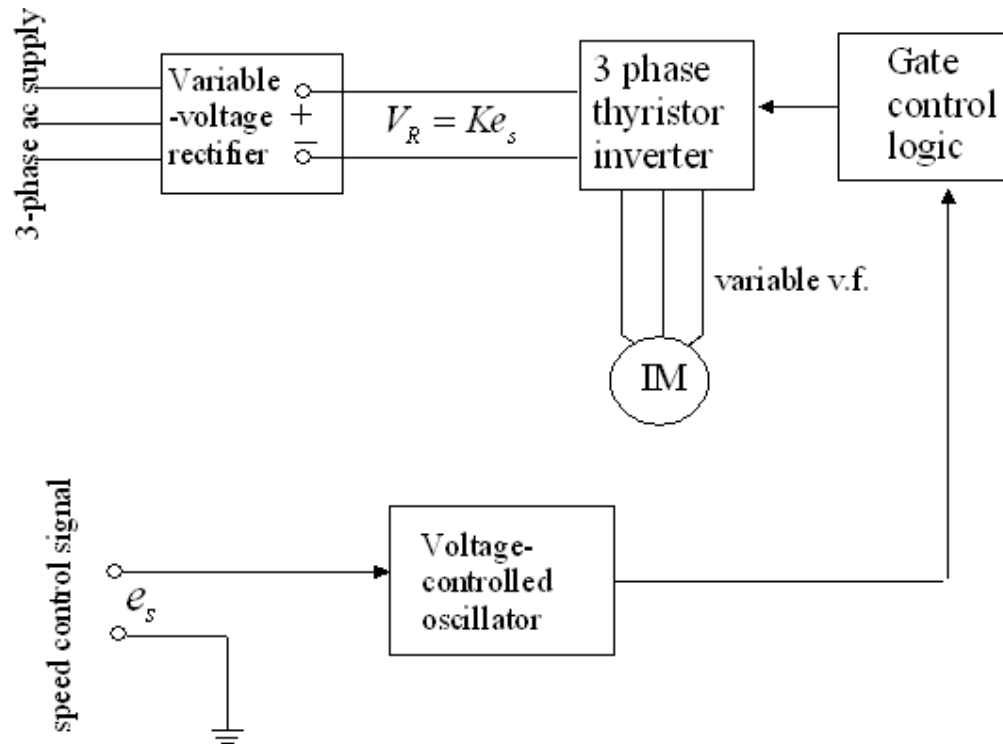 3-phase ac supply
Variable
-voltage +
rectifier −
V_R = Ke_s
3 phase
thyristor
inverter
Gate
control
logic
variable v.f.
IM
speed control signal
e_s
Voltage-
controlled
oscillator